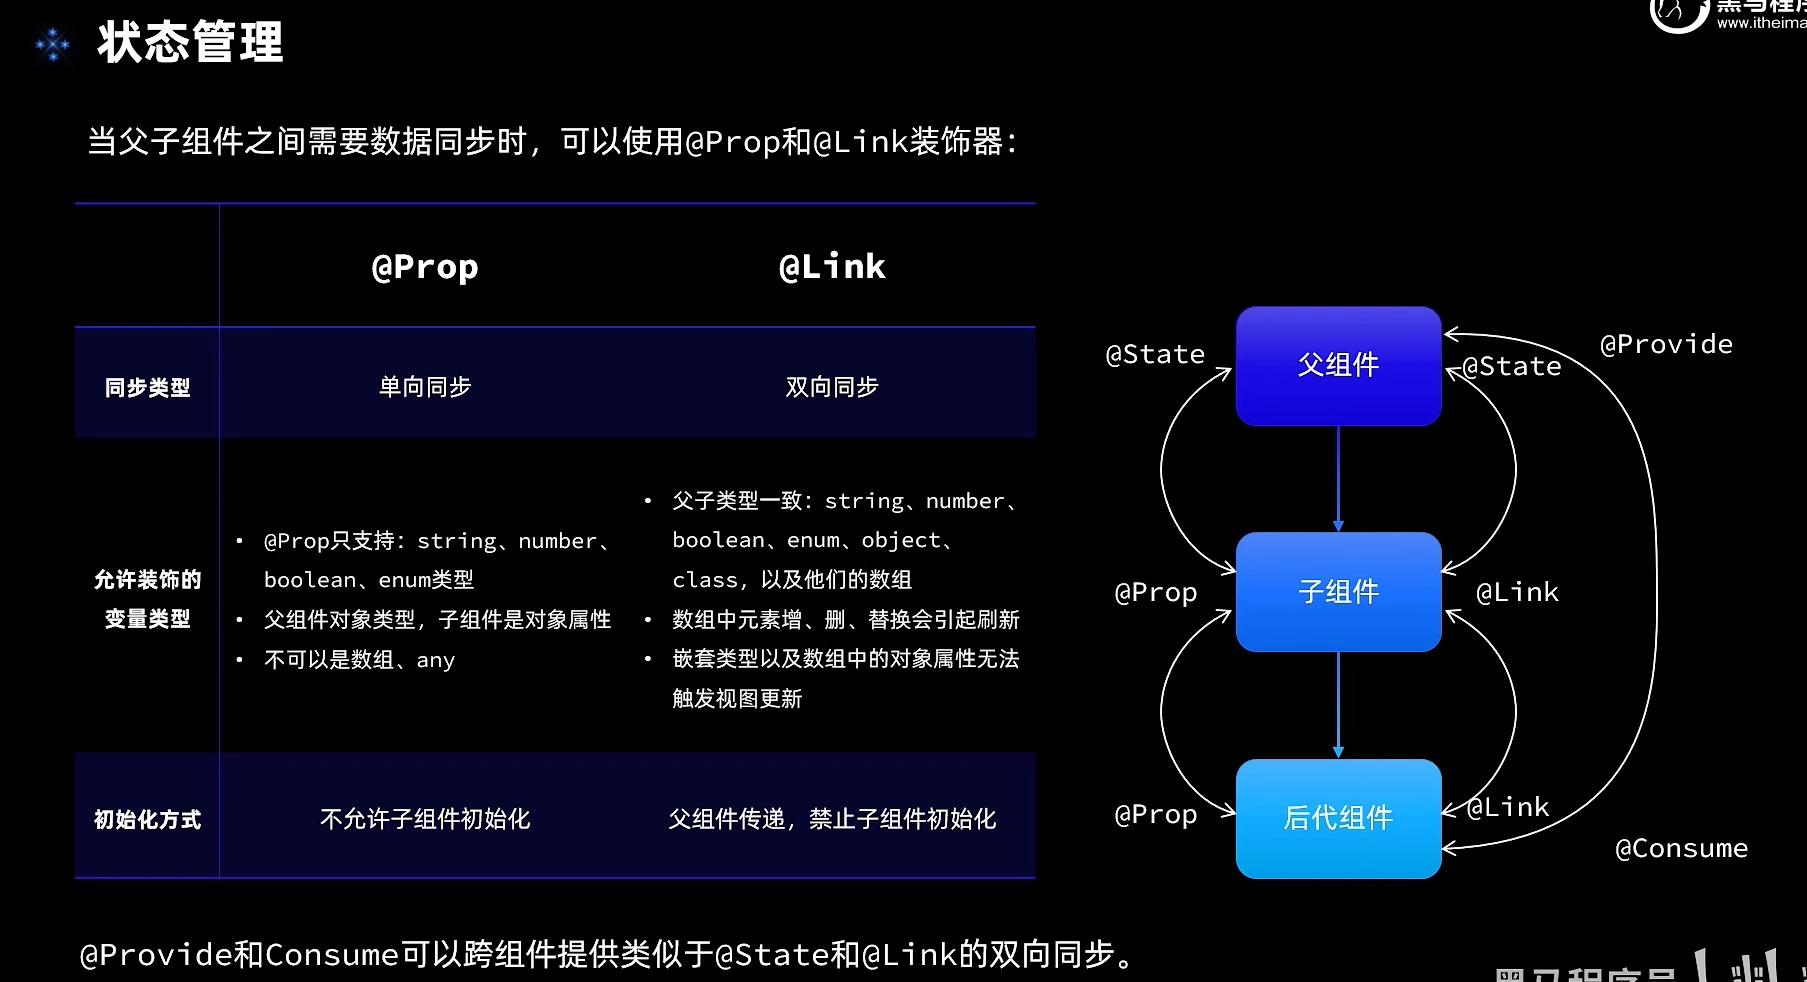 状态管理
www.itheima
当父子组件之间需要数据同步时，可以使用@Prop和@Link装饰器：
@Prop
@Link
同步类型
单向同步
双向同步
允许装饰的
变量类型
• @Prop只支持：string、number、
boolean、enum类型
• 父组件对象类型，子组件是对象属性
• 不可以是数组、any
• 父子类型一致：string、number、
boolean、enum、object、
class，以及他们的数组
• 数组中元素增、删、替换会引起刷新
• 嵌套类型以及数组中的对象属性无法
触发视图更新
初始化方式
不允许子组件初始化
父组件传递，禁止子组件初始化
@State
父组件
@State
@Provide
@Prop
子组件
@Link
@Prop
后代组件
@Link
@Consume
@Provide和Consume可以跨组件提供类似于@State和@Link的双向同步。